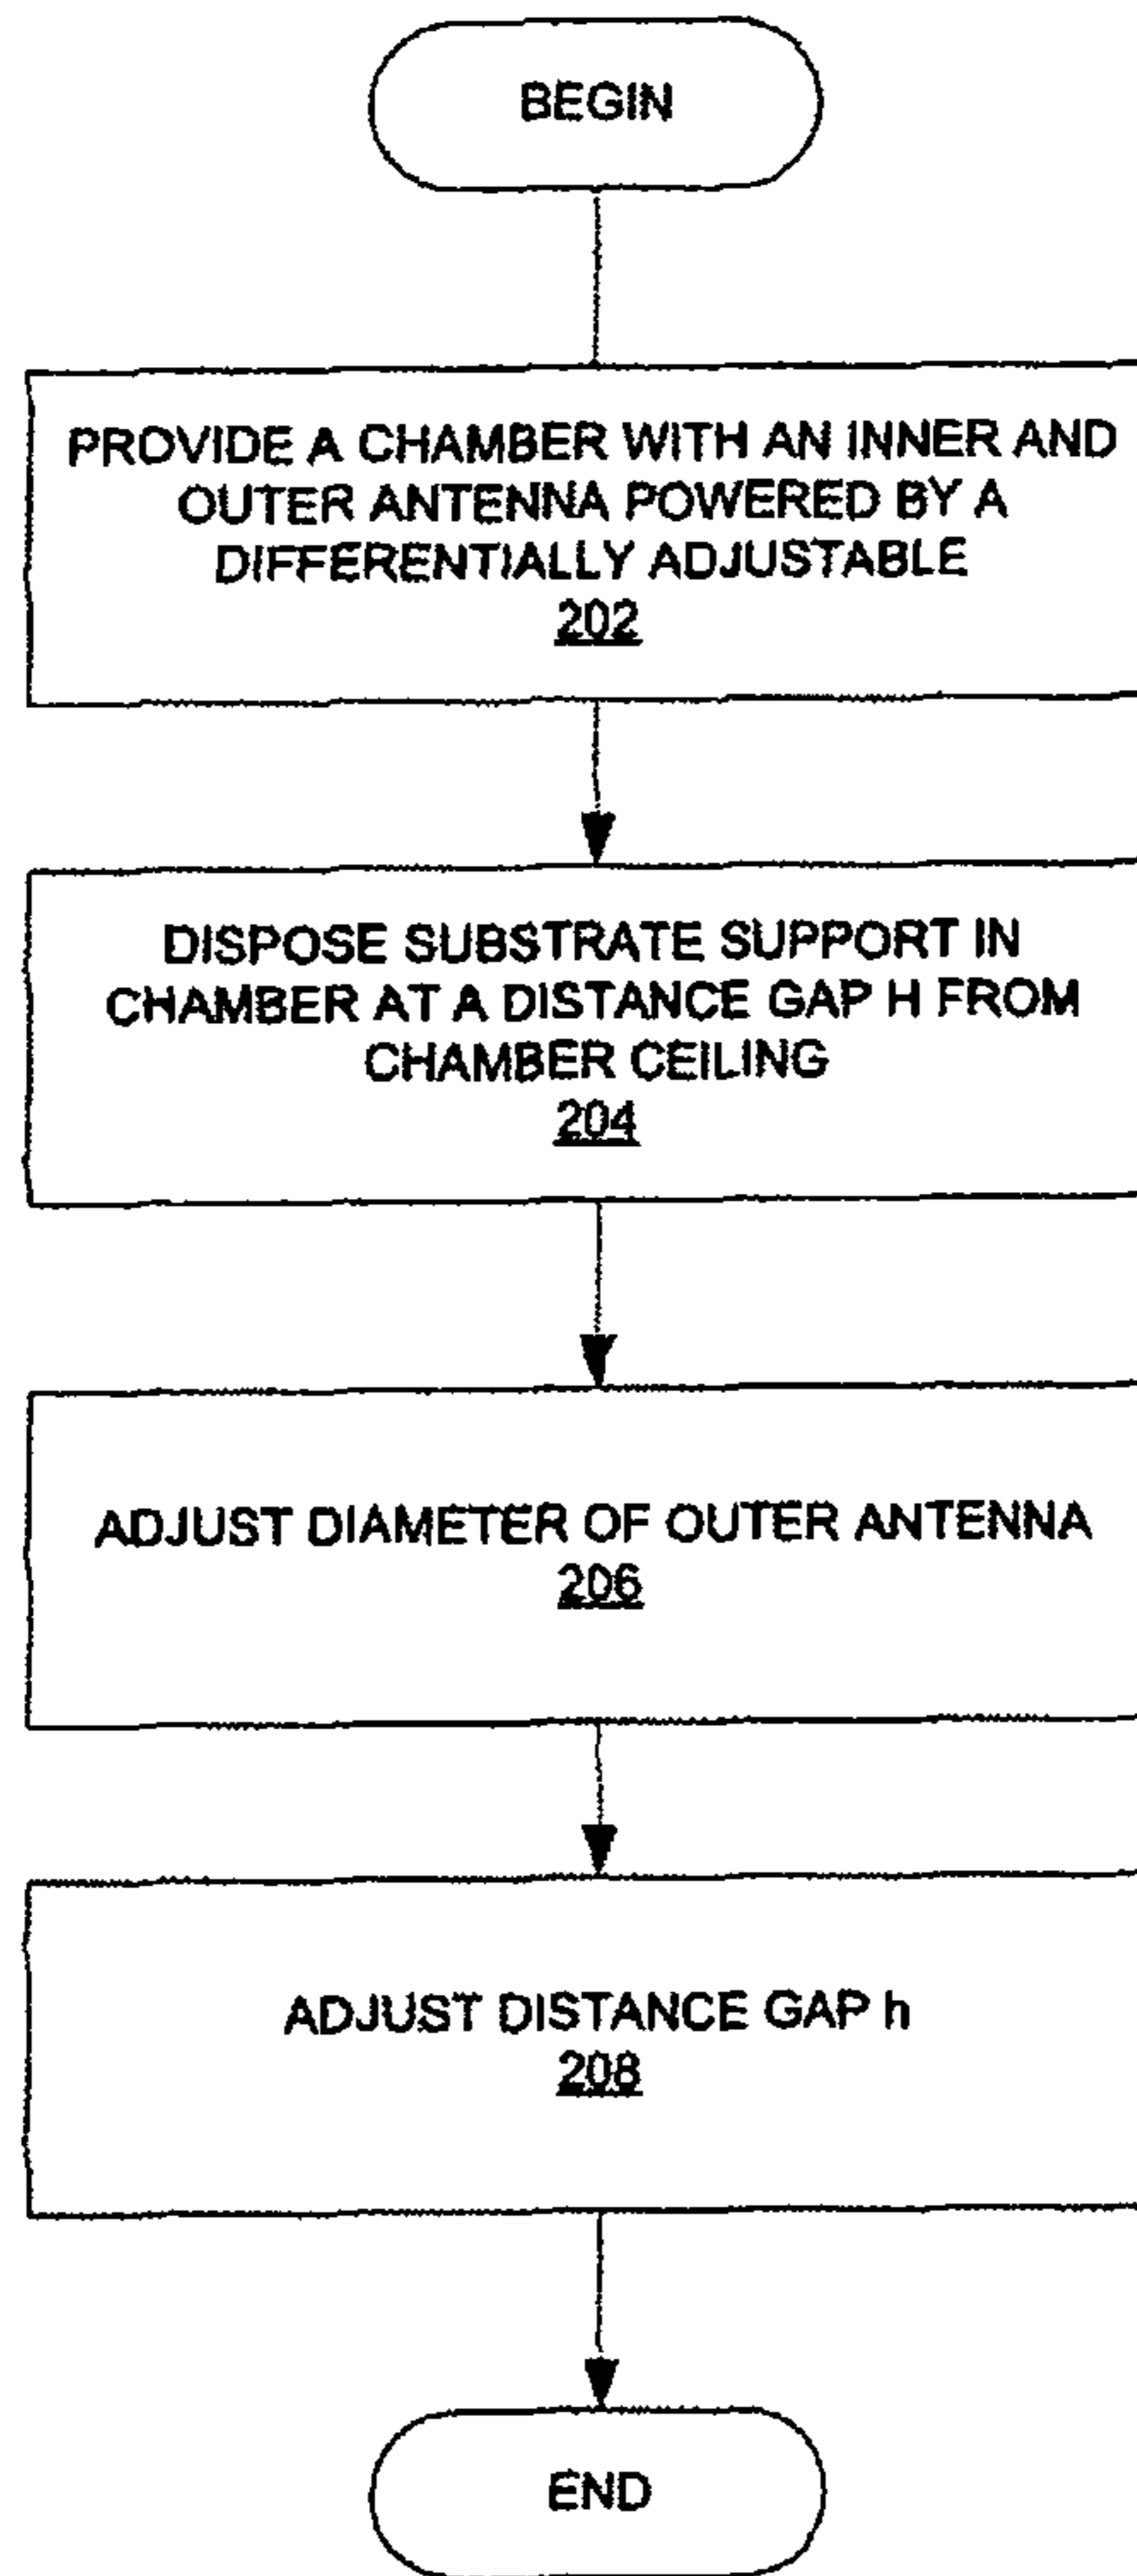 BEGIN
PROVIDE A CHAMBER WITH AN INNER AND
OUTER ANTENNA POWERED BY A
DIFFERENTIALLY ADJUSTABLE
202
DISPOSE SUBSTRATE SUPPORT IN
CHAMBER AT A DISTANCE GAP H FROM
CHAMBER CEILING
204
ADJUST DIAMETER OF OUTER ANTENNA
206
ADJUST DISTANCE GAP h
208
END